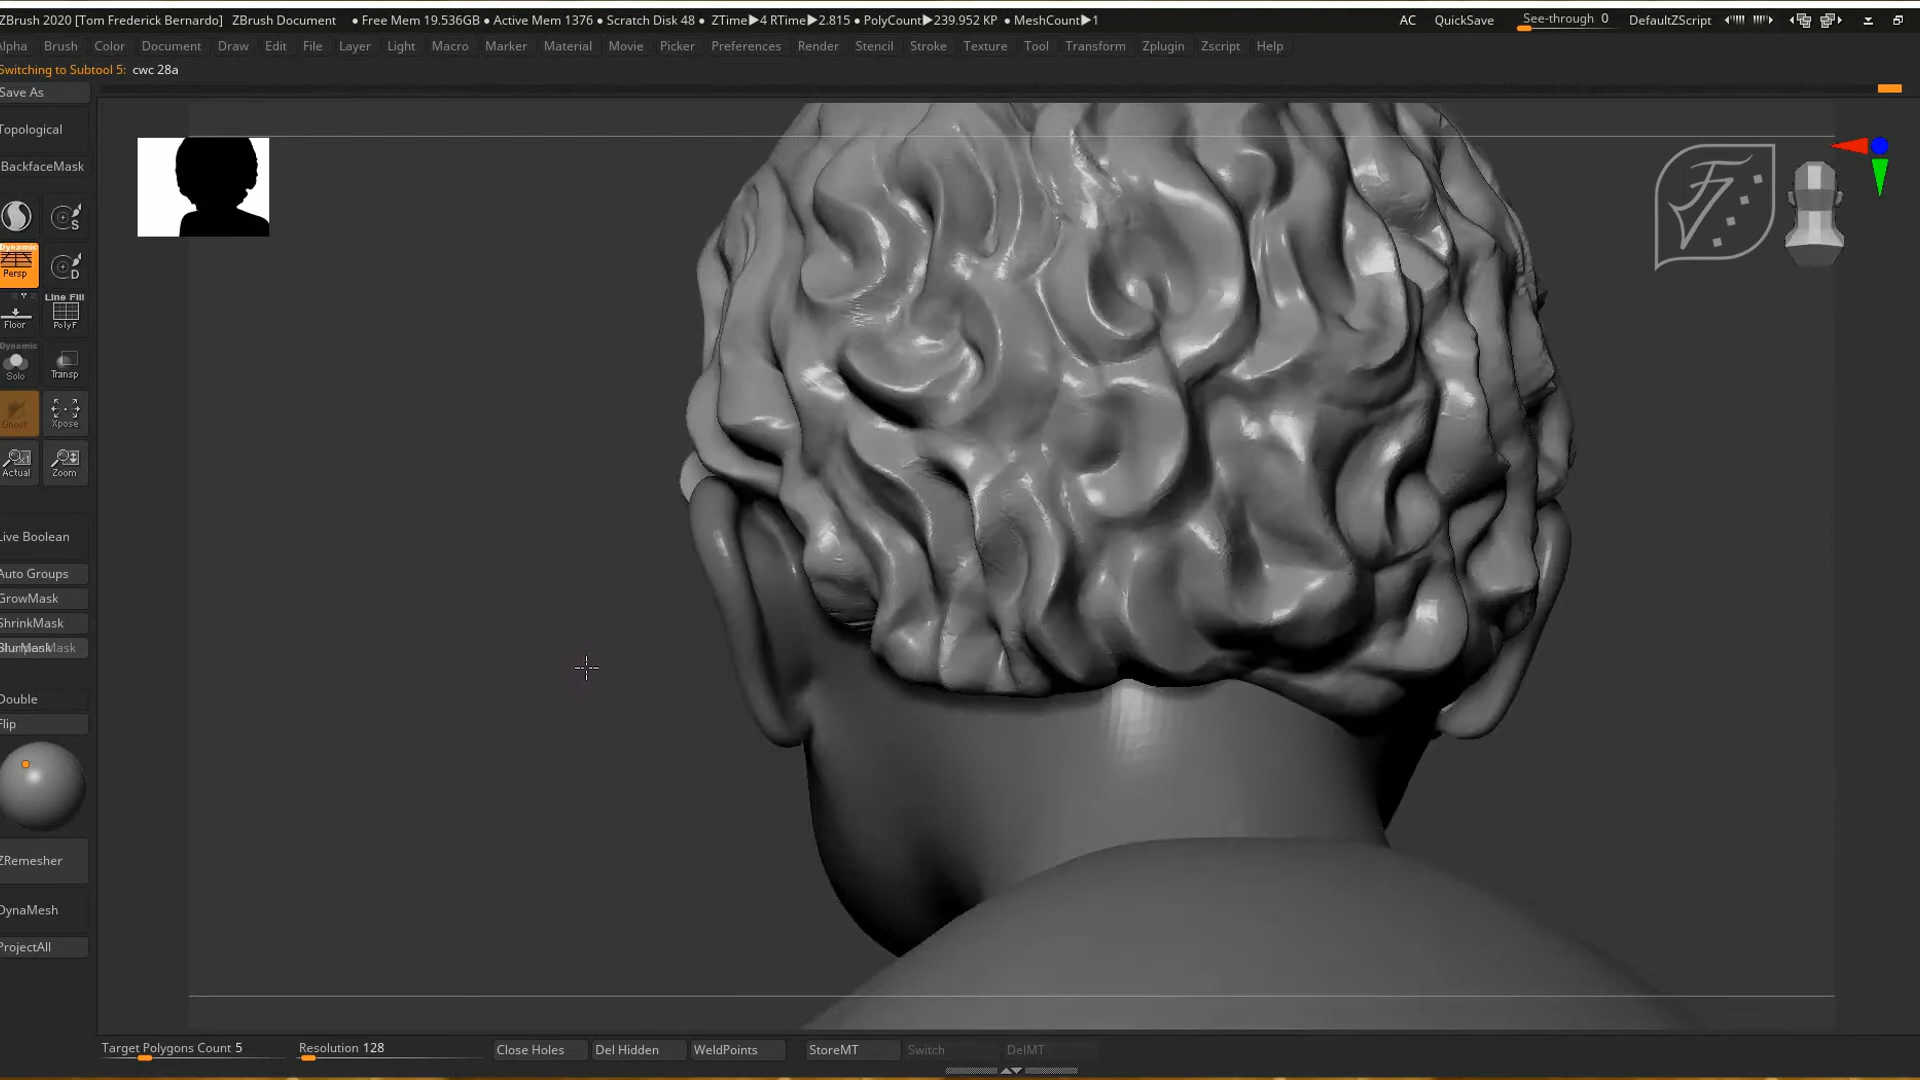 ZBrush 2020 [Tom Frederick Bernardo] ZBrush Document • Free Mem 19.536GB • Active Mem 1376 • Scratch Disk 48 • ZTime▶4 RTime▶2.815 • PolyCount▶239.952 KP • MeshCount▶1 AC QuickSave See-through 0 DefaultZScript
Alpha Brush Color Document Draw Edit File Layer Light Macro Marker Material Movie Picker Preferences Render Stencil Stroke Texture Tool Transform Zplugin Zscript Help
Switching to Subtool 5: cwc 28a
Save As
Topological
BackfaceMask
S
Dynamic
Persp
D
Line Fill
Floor
PolyF
Dynamic
Solo
Transp
Ghost
Xpose
Actual
Zoom
Live Boolean
Auto Groups
GrowMask
ShrinkMask
BlurMask
Double
Flip
ZRemesher
DynaMesh
ProjectAll
Target Polygons Count 5 Resolution 128 Close Holes Del Hidden WeldPoints StoreMT Switch DelMT